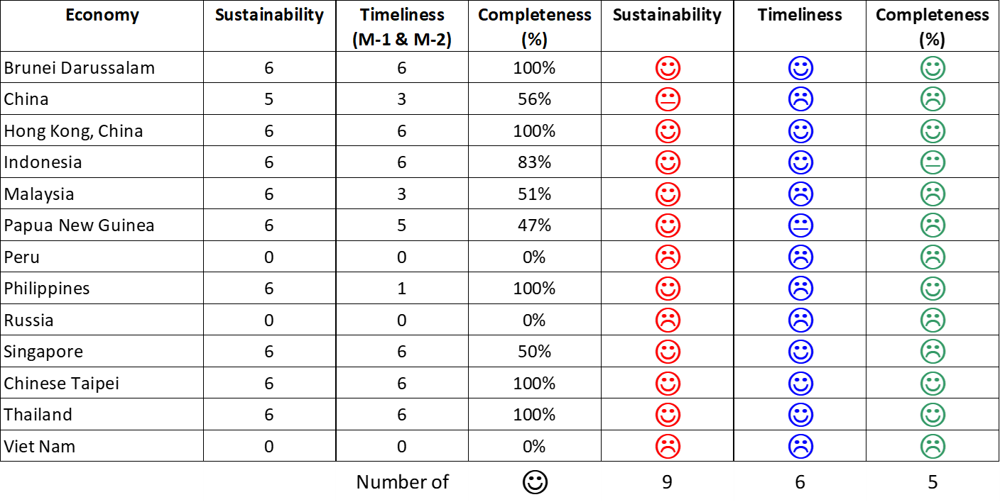 Economy Sustainability Timeliness Completeness Sustainability Timeliness Completeness
(M-1 & M-2) (%) (%)
Brunei Darussalam 6 6 100%
China 5 3 56%
Hong Kong, China 6 6 100%
Indonesia 6 6 83%
Malaysia 6 3 51%
Papua New Guinea 6 5 47%
Peru 0 0 0%
Philippines 6 1 100%
Russia 0 0 0%
Singapore 6 6 50%
Chinese Taipei 6 6 100%
Thailand 6 6 100%
Viet Nam 0 0 0%
Number of 9 6 5